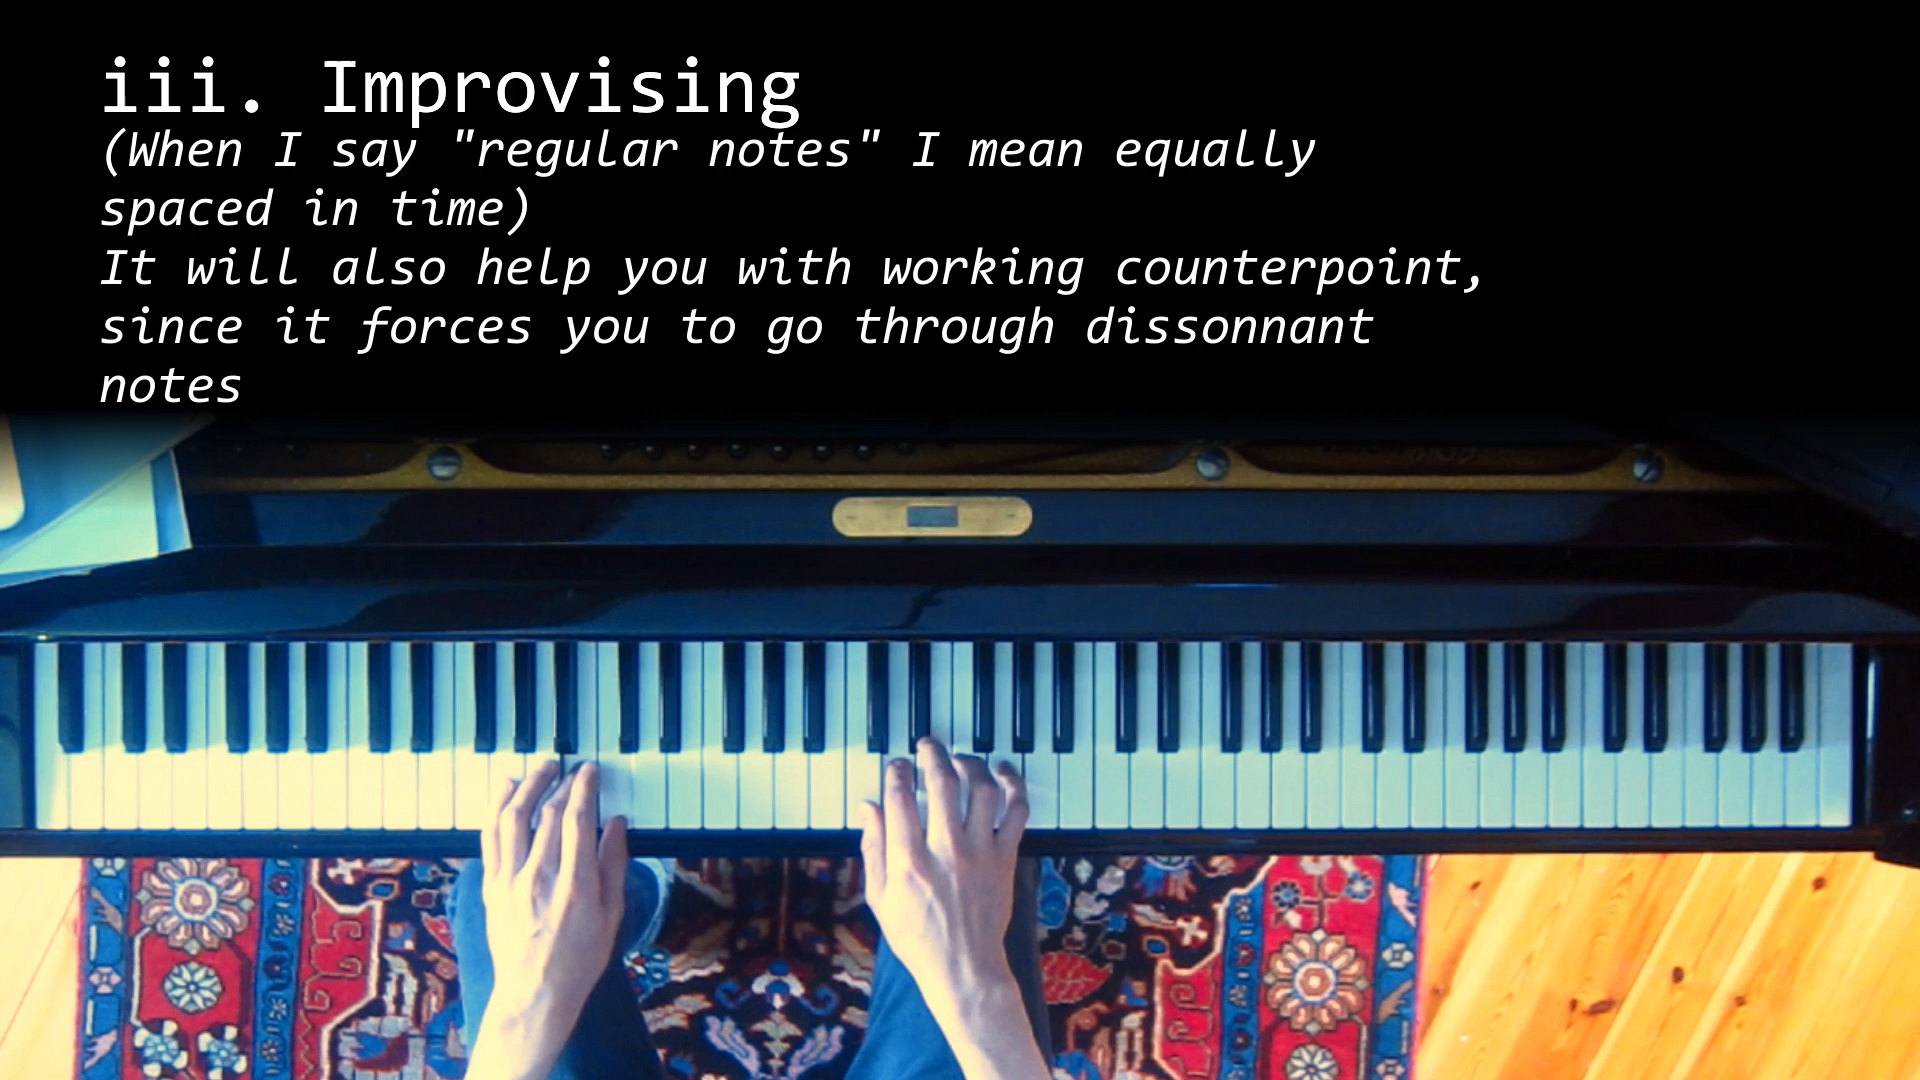 iii. Improvising
(When I say "regular notes" I mean equally
spaced in time)
It will also help you with working counterpoint,
since it forces you to go through dissonnant
notes